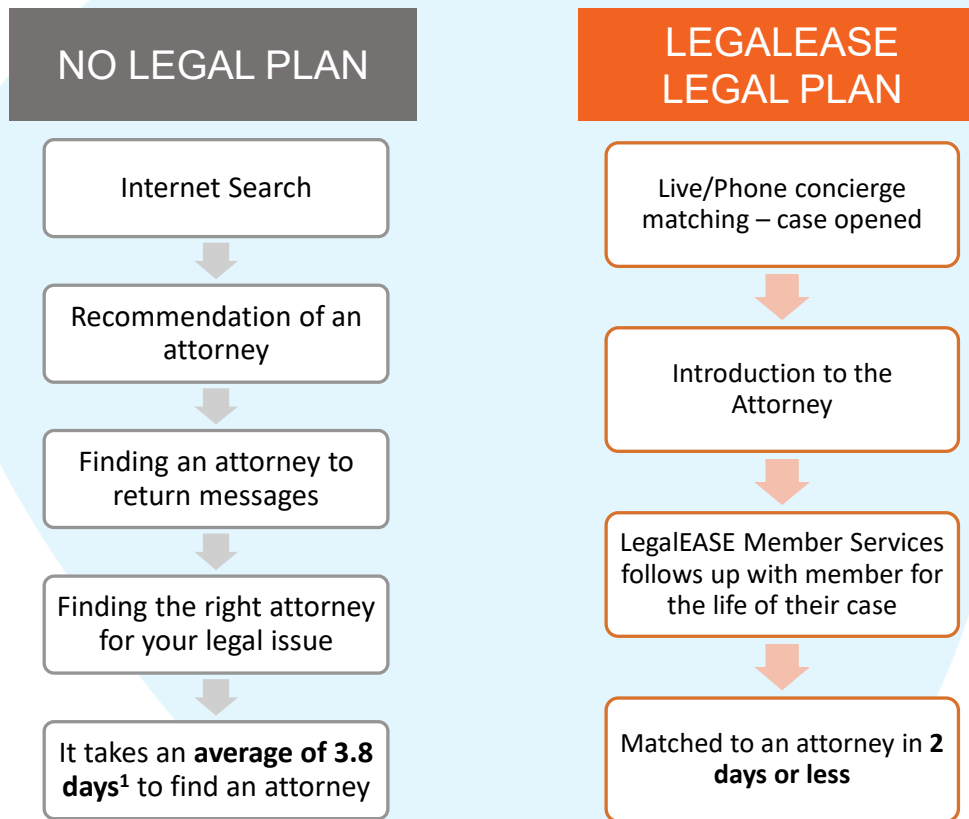 NO LEGAL PLAN
Internet Search
Recommendation of an
attorney
Finding an attorney to
return messages
Finding the right attorney
for your legal issue
It takes an average of 3.8
days¹ to find an attorney
LEGALEASE
LEGAL PLAN
Live/Phone concierge
matching – case opened
Introduction to the
Attorney
LegalEASE Member Services
follows up with member for
the life of their case
Matched to an attorney in 2
days or less